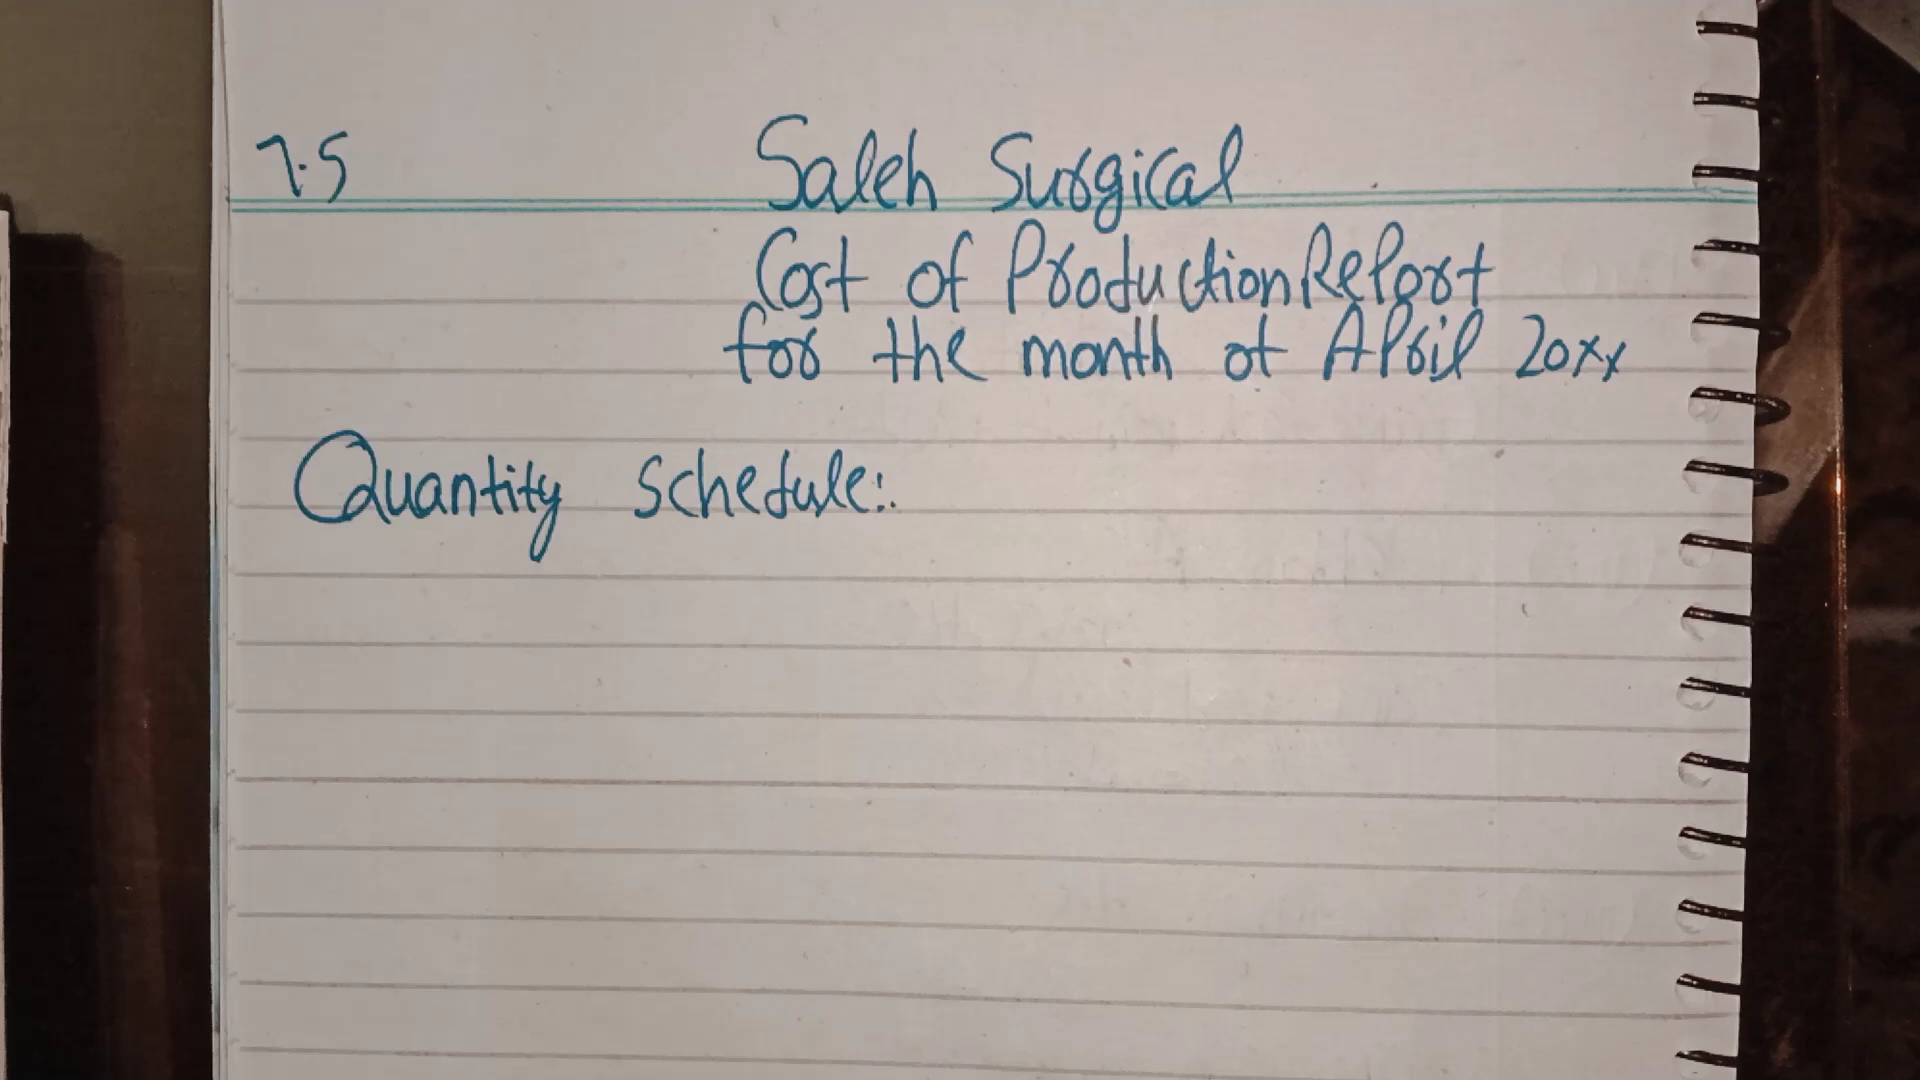 7.5
Saleh Surgical
Cost of Production Report
for the month of April 20xx
Quantity Schedule:.